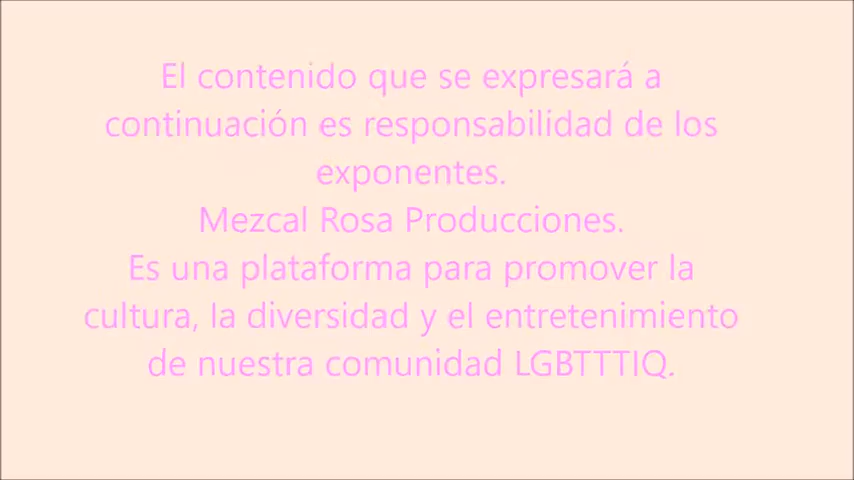 El contenido que se expresará a
continuación es responsabilidad de los
exponentes.
Mezcal Rosa Producciones.
Es una plataforma para promover la
cultura, la diversidad y el entretenimiento
de nuestra comunidad LGBTTTIQ.